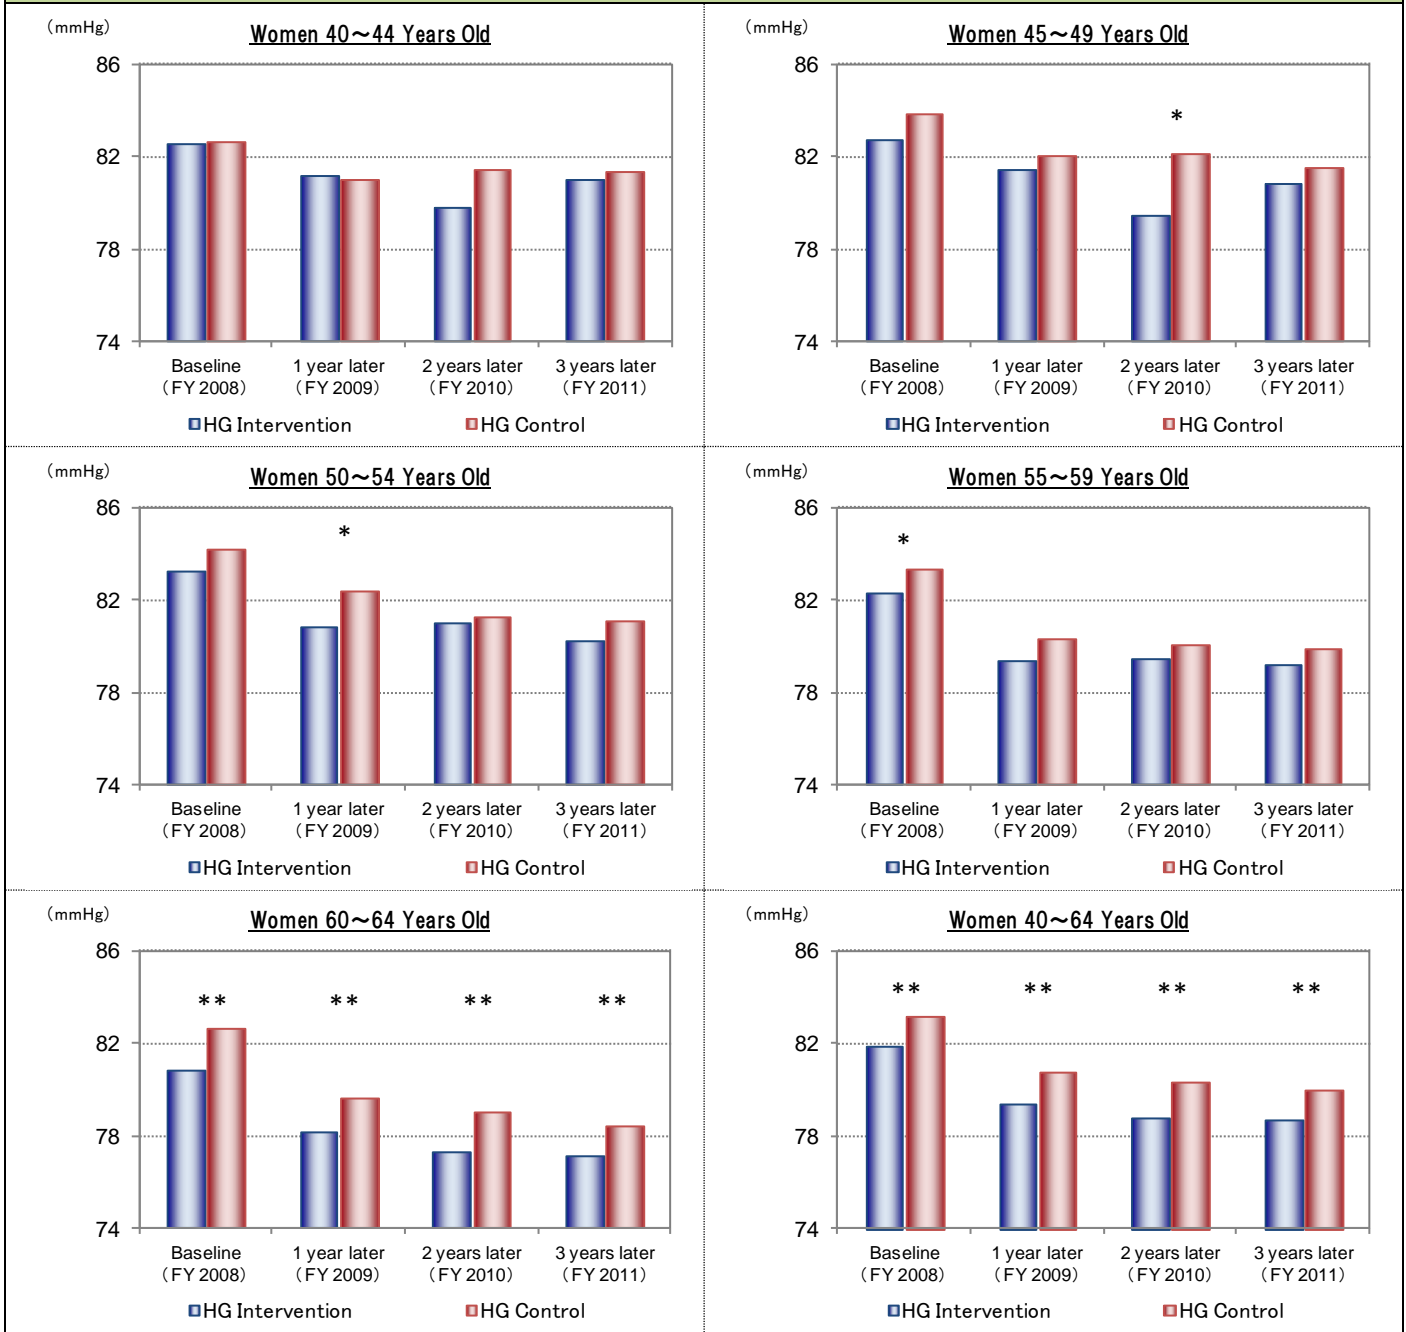 (mmHg)
Women 40～44 Years Old
86
82
78
74
Baseline 1 year later 2 years later 3 years later
(FY 2008) (FY 2009) (FY 2010) (FY 2011)
HG Intervention HG Control
(mmHg)
Women 45～49 Years Old
86
*
82
78
74
Baseline 1 year later 2 years later 3 years later
(FY 2008) (FY 2009) (FY 2010) (FY 2011)
HG Intervention HG Control
(mmHg)
Women 50～54 Years Old
86
*
82
78
74
Baseline 1 year later 2 years later 3 years later
(FY 2008) (FY 2009) (FY 2010) (FY 2011)
HG Intervention HG Control
(mmHg)
Women 55～59 Years Old
86
*
82
78
74
Baseline 1 year later 2 years later 3 years later
(FY 2008) (FY 2009) (FY 2010) (FY 2011)
HG Intervention HG Control
(mmHg)
Women 60～64 Years Old
86
** ** ** **
82
78
74
Baseline 1 year later 2 years later 3 years later
(FY 2008) (FY 2009) (FY 2010) (FY 2011)
HG Intervention HG Control
(mmHg)
Women 40～64 Years Old
86
** ** ** **
82
78
74
Baseline 1 year later 2 years later 3 years later
(FY 2008) (FY 2009) (FY 2010) (FY 2011)
HG Intervention HG Control